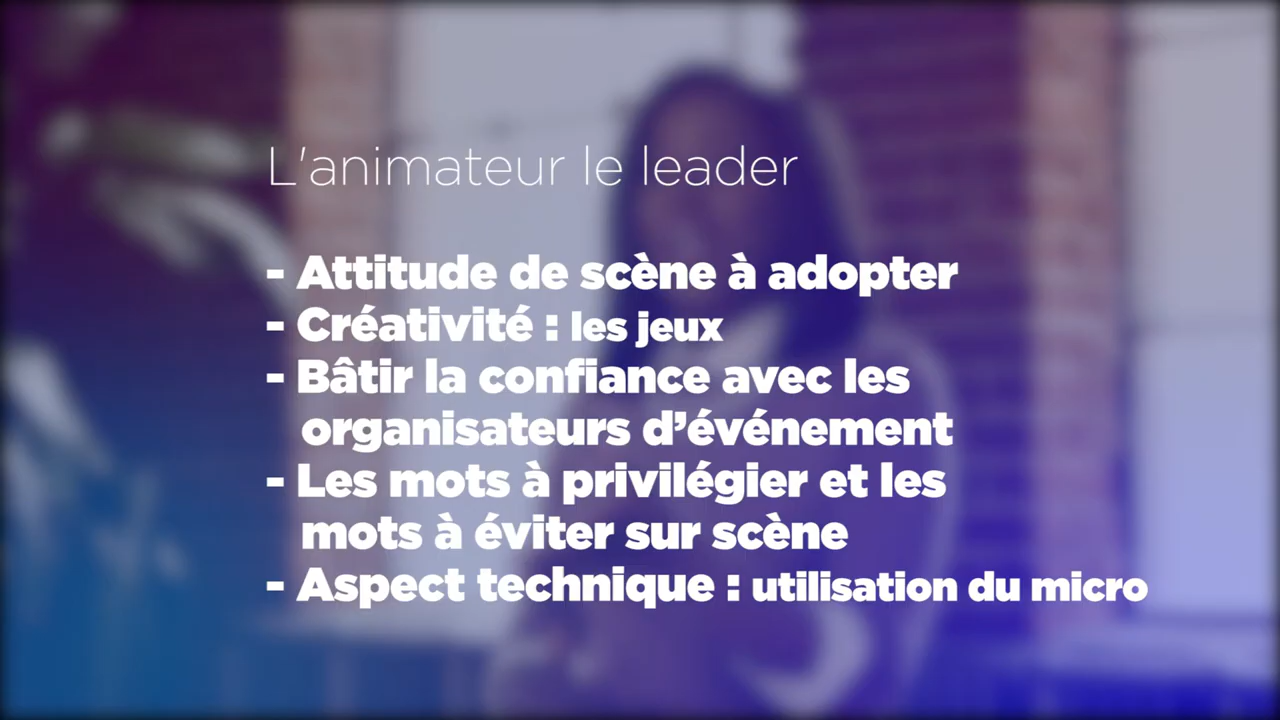 L'animateur le leader
- Attitude de scène à adopter
- Créativité : les jeux
- Bâtir la confiance avec les
organisateurs d’événement
- Les mots à privilégier et les
mots à éviter sur scène
- Aspect technique : utilisation du micro